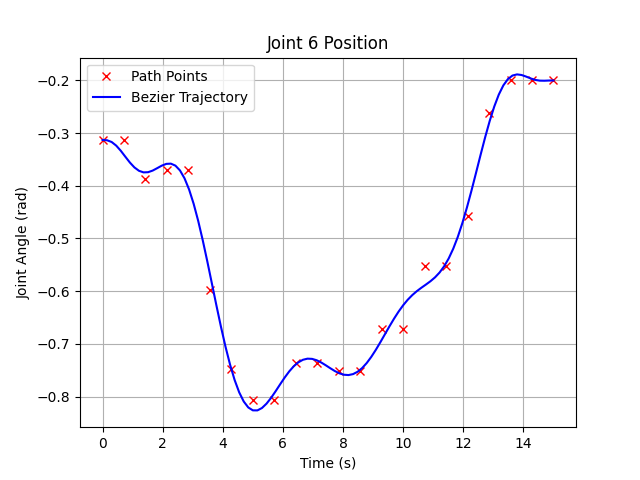 Joint 6 Position
Path Points
Bezier Trajectory
Joint Angle (rad)
−0.2
−0.3
−0.4
−0.5
−0.6
−0.7
−0.8
0 2 4 6 8 10 12 14
Time (s)